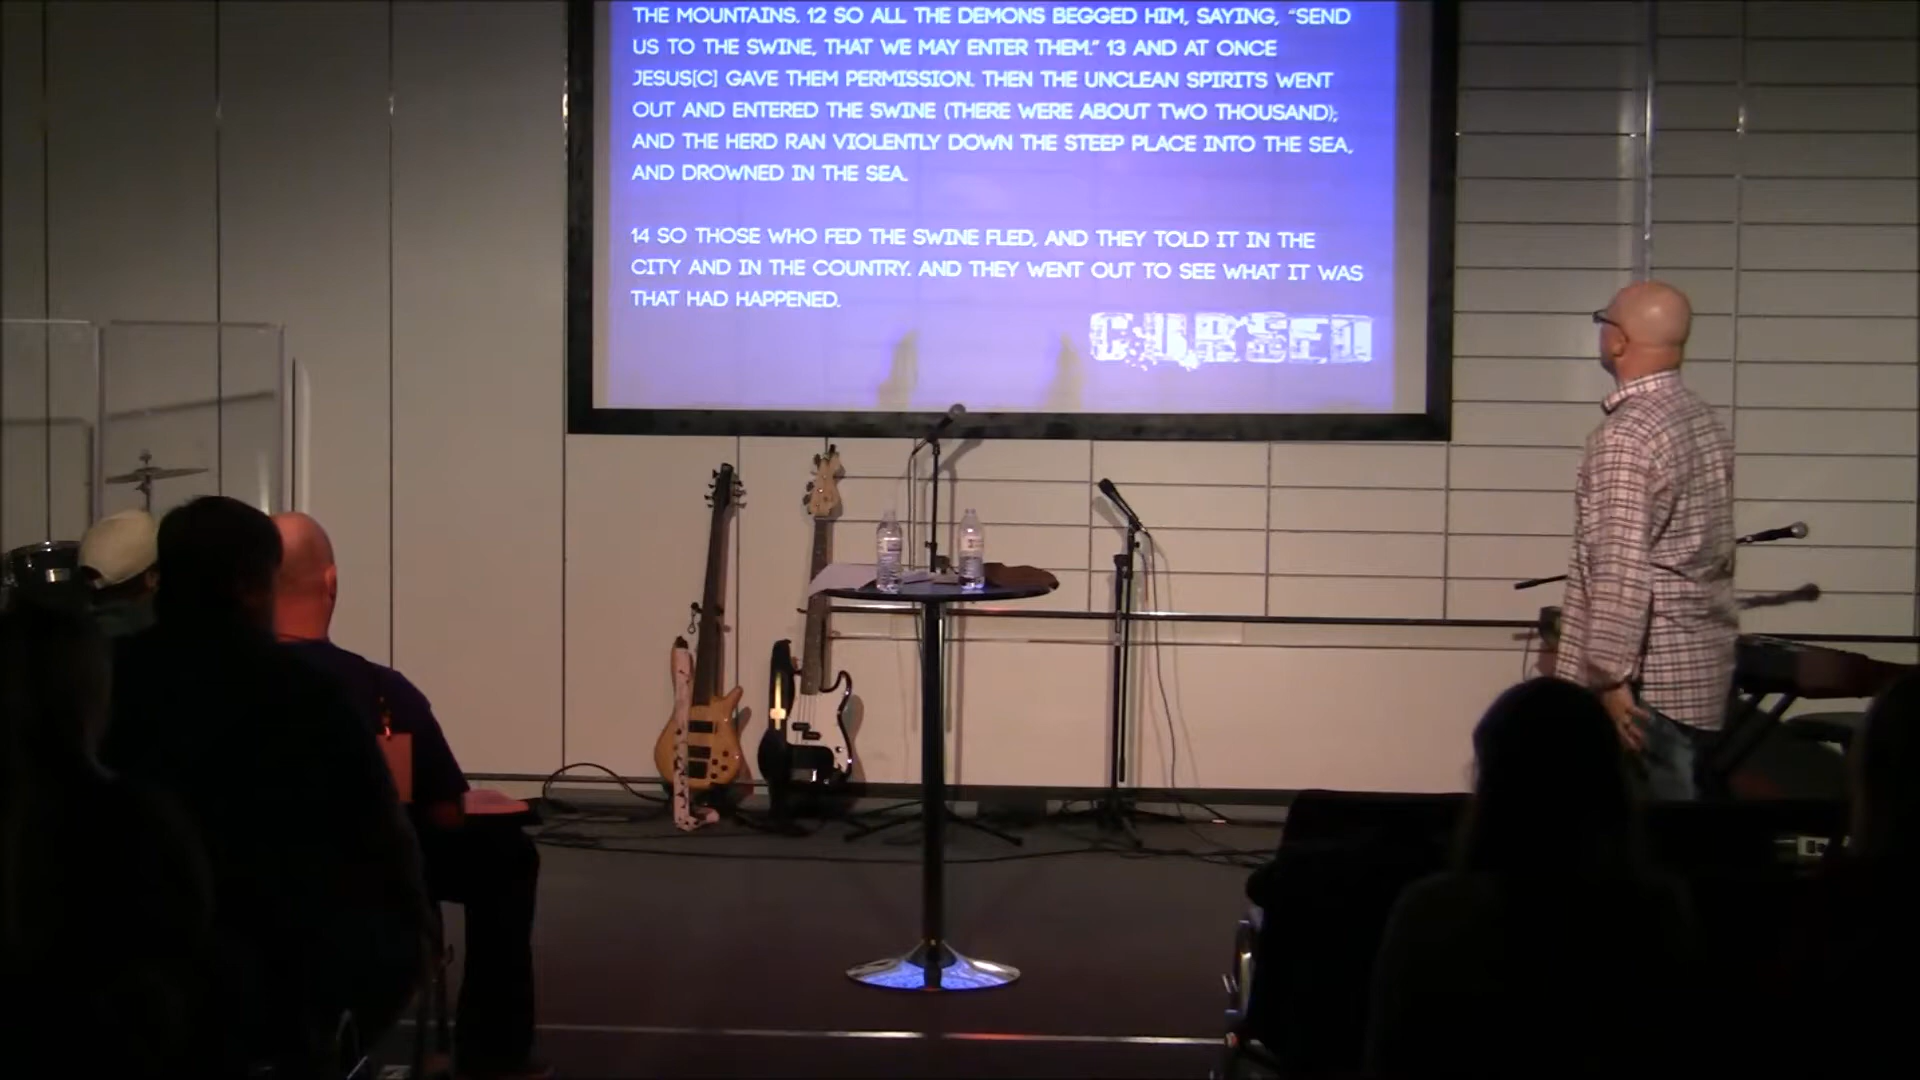 THE MOUNTAINS. 12 SO ALL THE DEMONS BEGGED HIM, SAYING, “SEND
US TO THE SWINE, THAT WE MAY ENTER THEM.” 13 AND AT ONCE
JESUS[C] GAVE THEM PERMISSION. THEN THE UNCLEAN SPIRITS WENT
OUT AND ENTERED THE SWINE (THERE WERE ABOUT TWO THOUSAND);
AND THE HERD RAN VIOLENTLY DOWN THE STEEP PLACE INTO THE SEA,
AND DROWNED IN THE SEA.
14 SO THOSE WHO FED THE SWINE FLED, AND THEY TOLD IT IN THE
CITY AND IN THE COUNTRY. AND THEY WENT OUT TO SEE WHAT IT WAS
THAT HAD HAPPENED.
CURSED